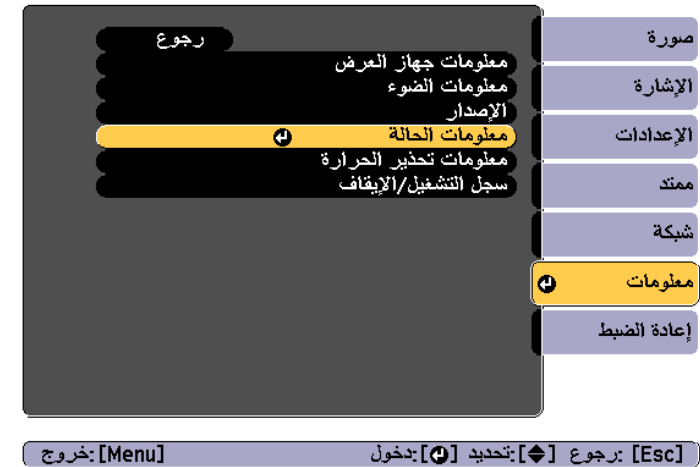 رجوع
معلومات جهاز العرض
معلومات الضوء
الإصدار
معلومات الحالة
معلومات تحذير الحرارة
سجل التشغيل/الإيقاف
صورة
الإشارة
الإعدادات
ممتد
شبكة
معلومات
إعادة الضبط
[Esc] :رجوع [◆]:تحديد [⏎]:دخول [Menu]:خروج